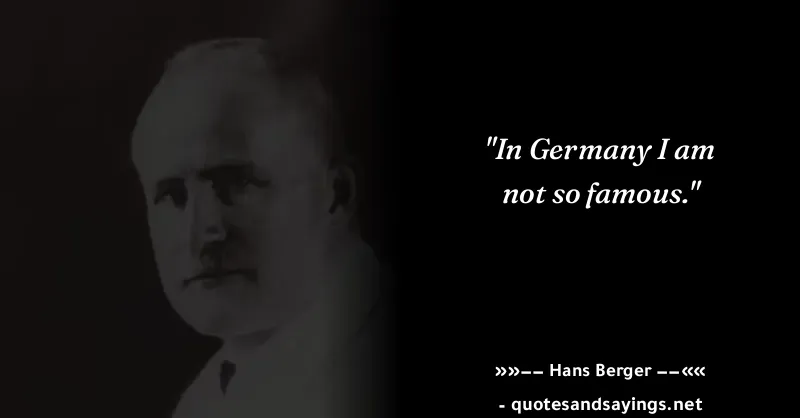 "In Germany I am
not so famous."
»»−− Hans Berger −−««
- quotesandsayings.net